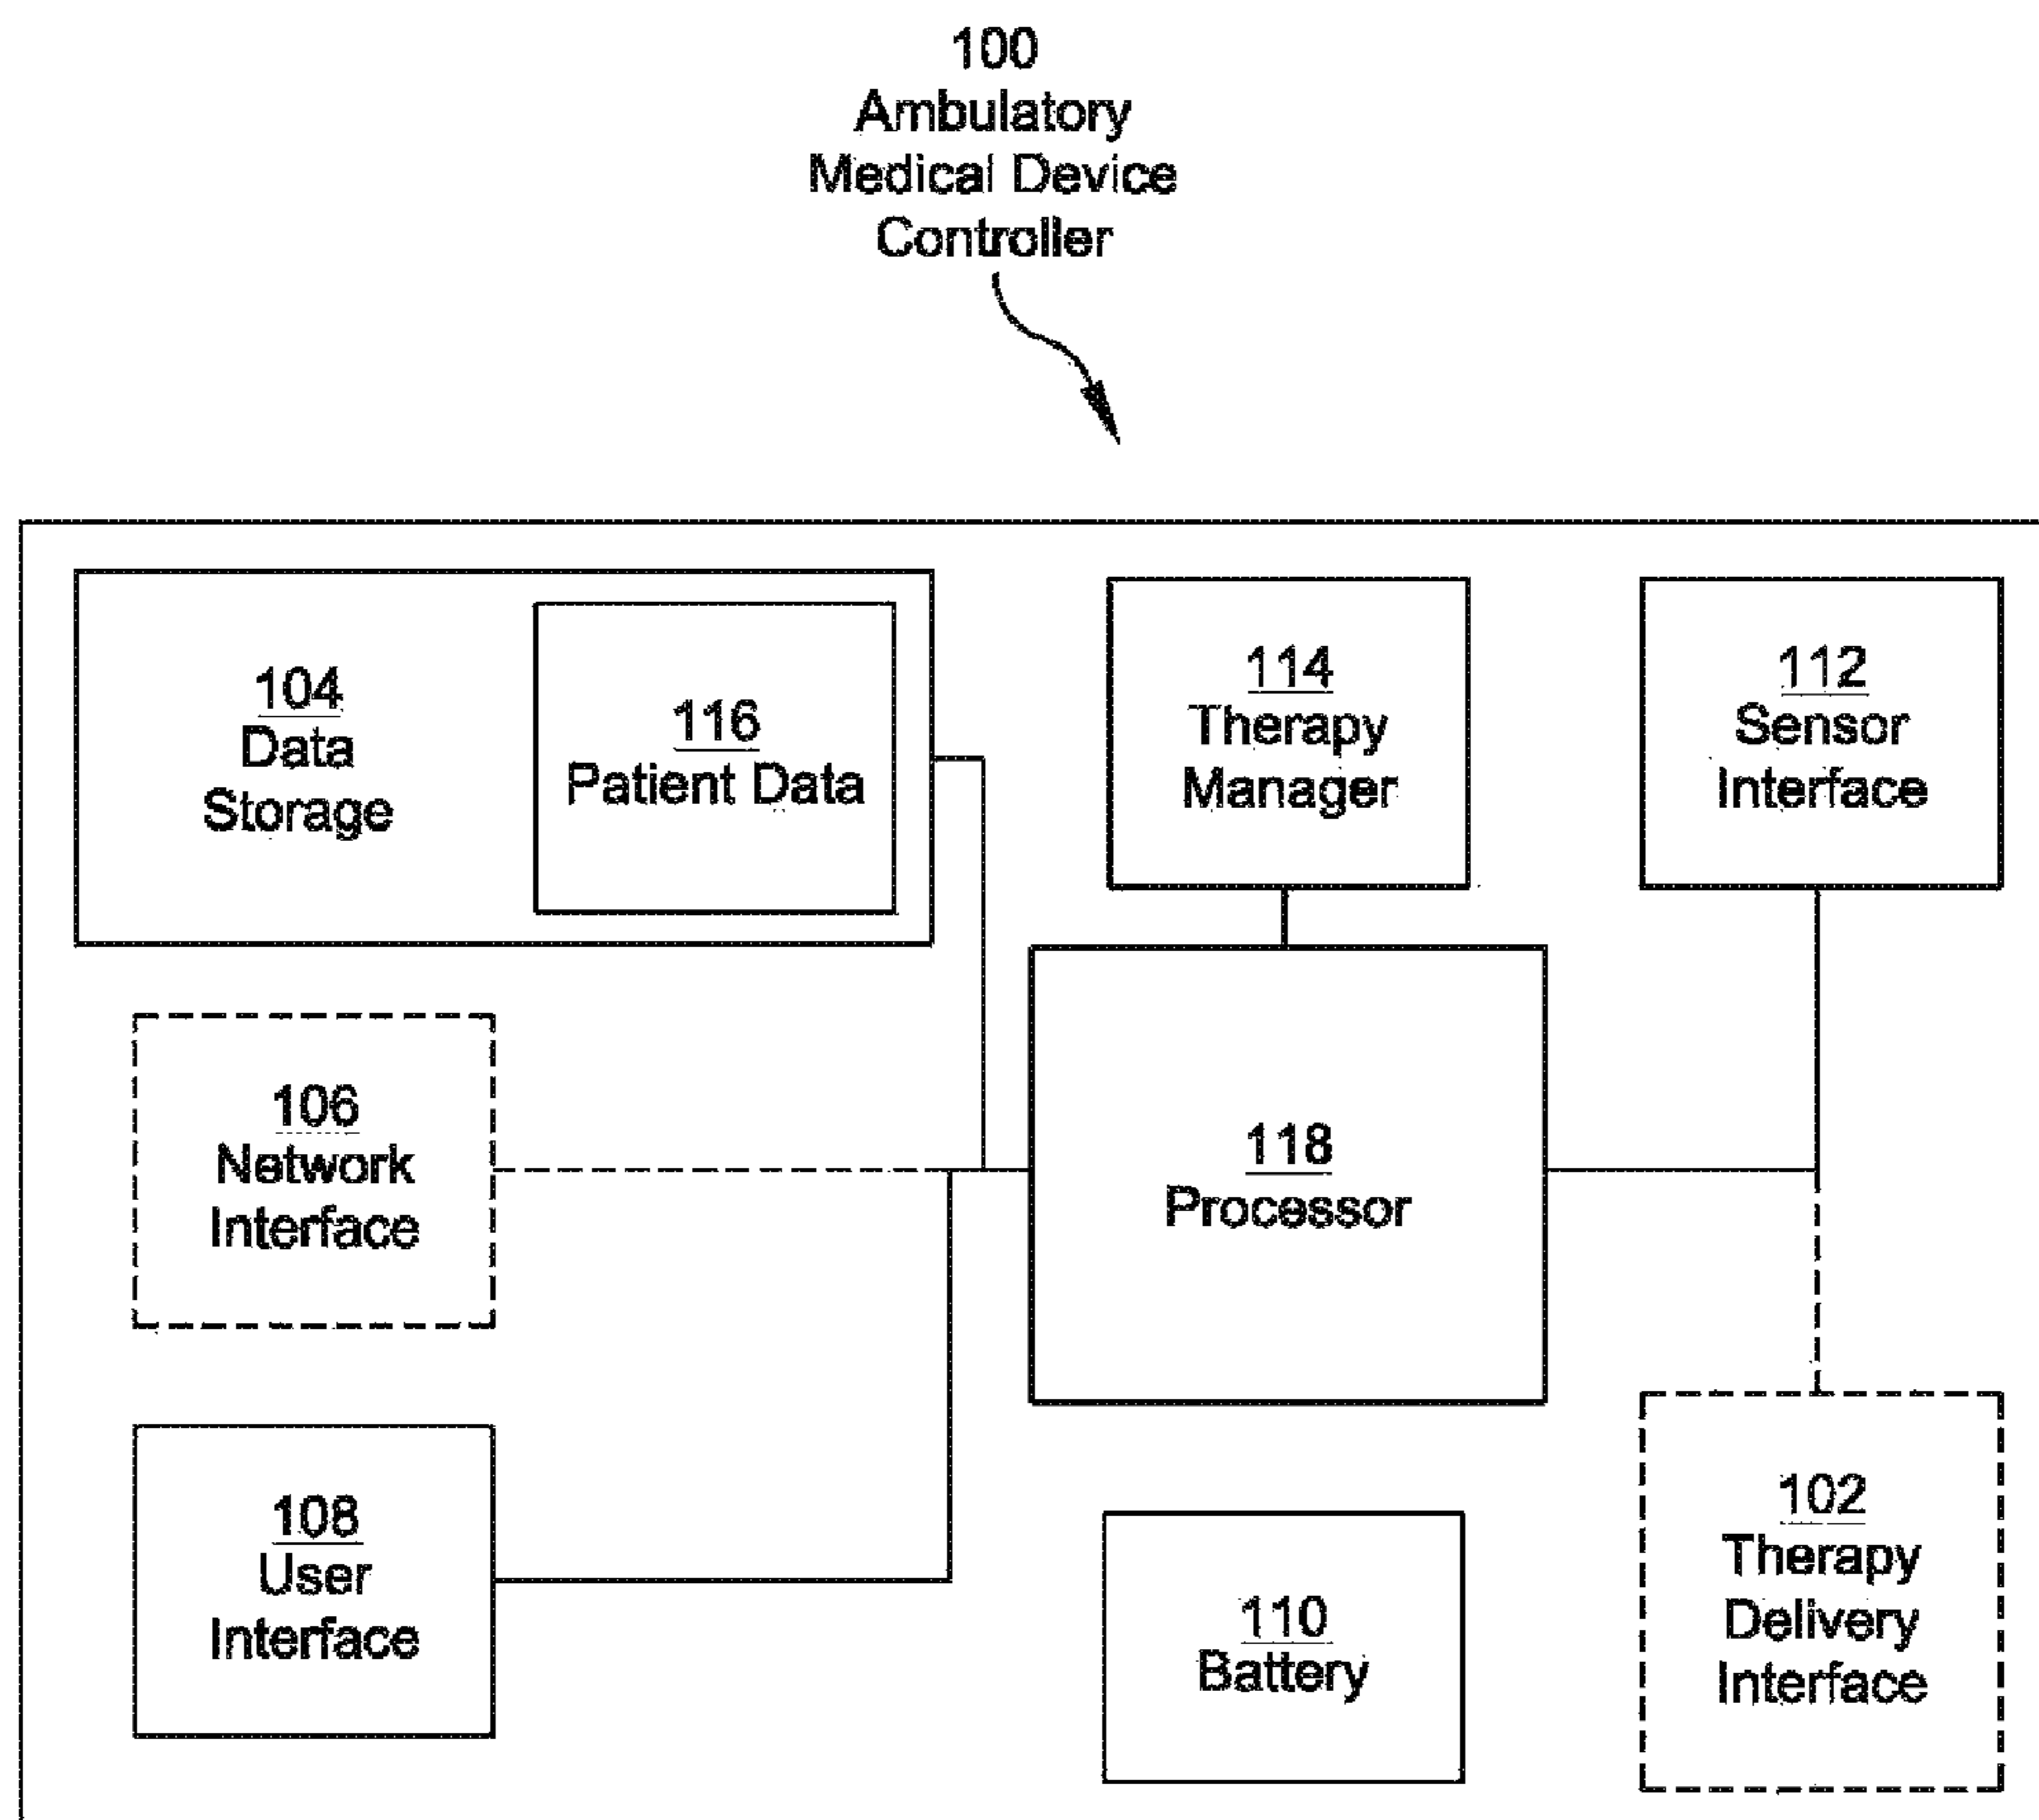 100
Ambulatory
Medical Device
Controller
104
Data
Storage
116
Patient Data
114
Therapy
Manager
112
Sensor
Interface
106
Network
Interface
118
Processor
108
User
Interface
110
Battery
102
Therapy
Delivery
Interface